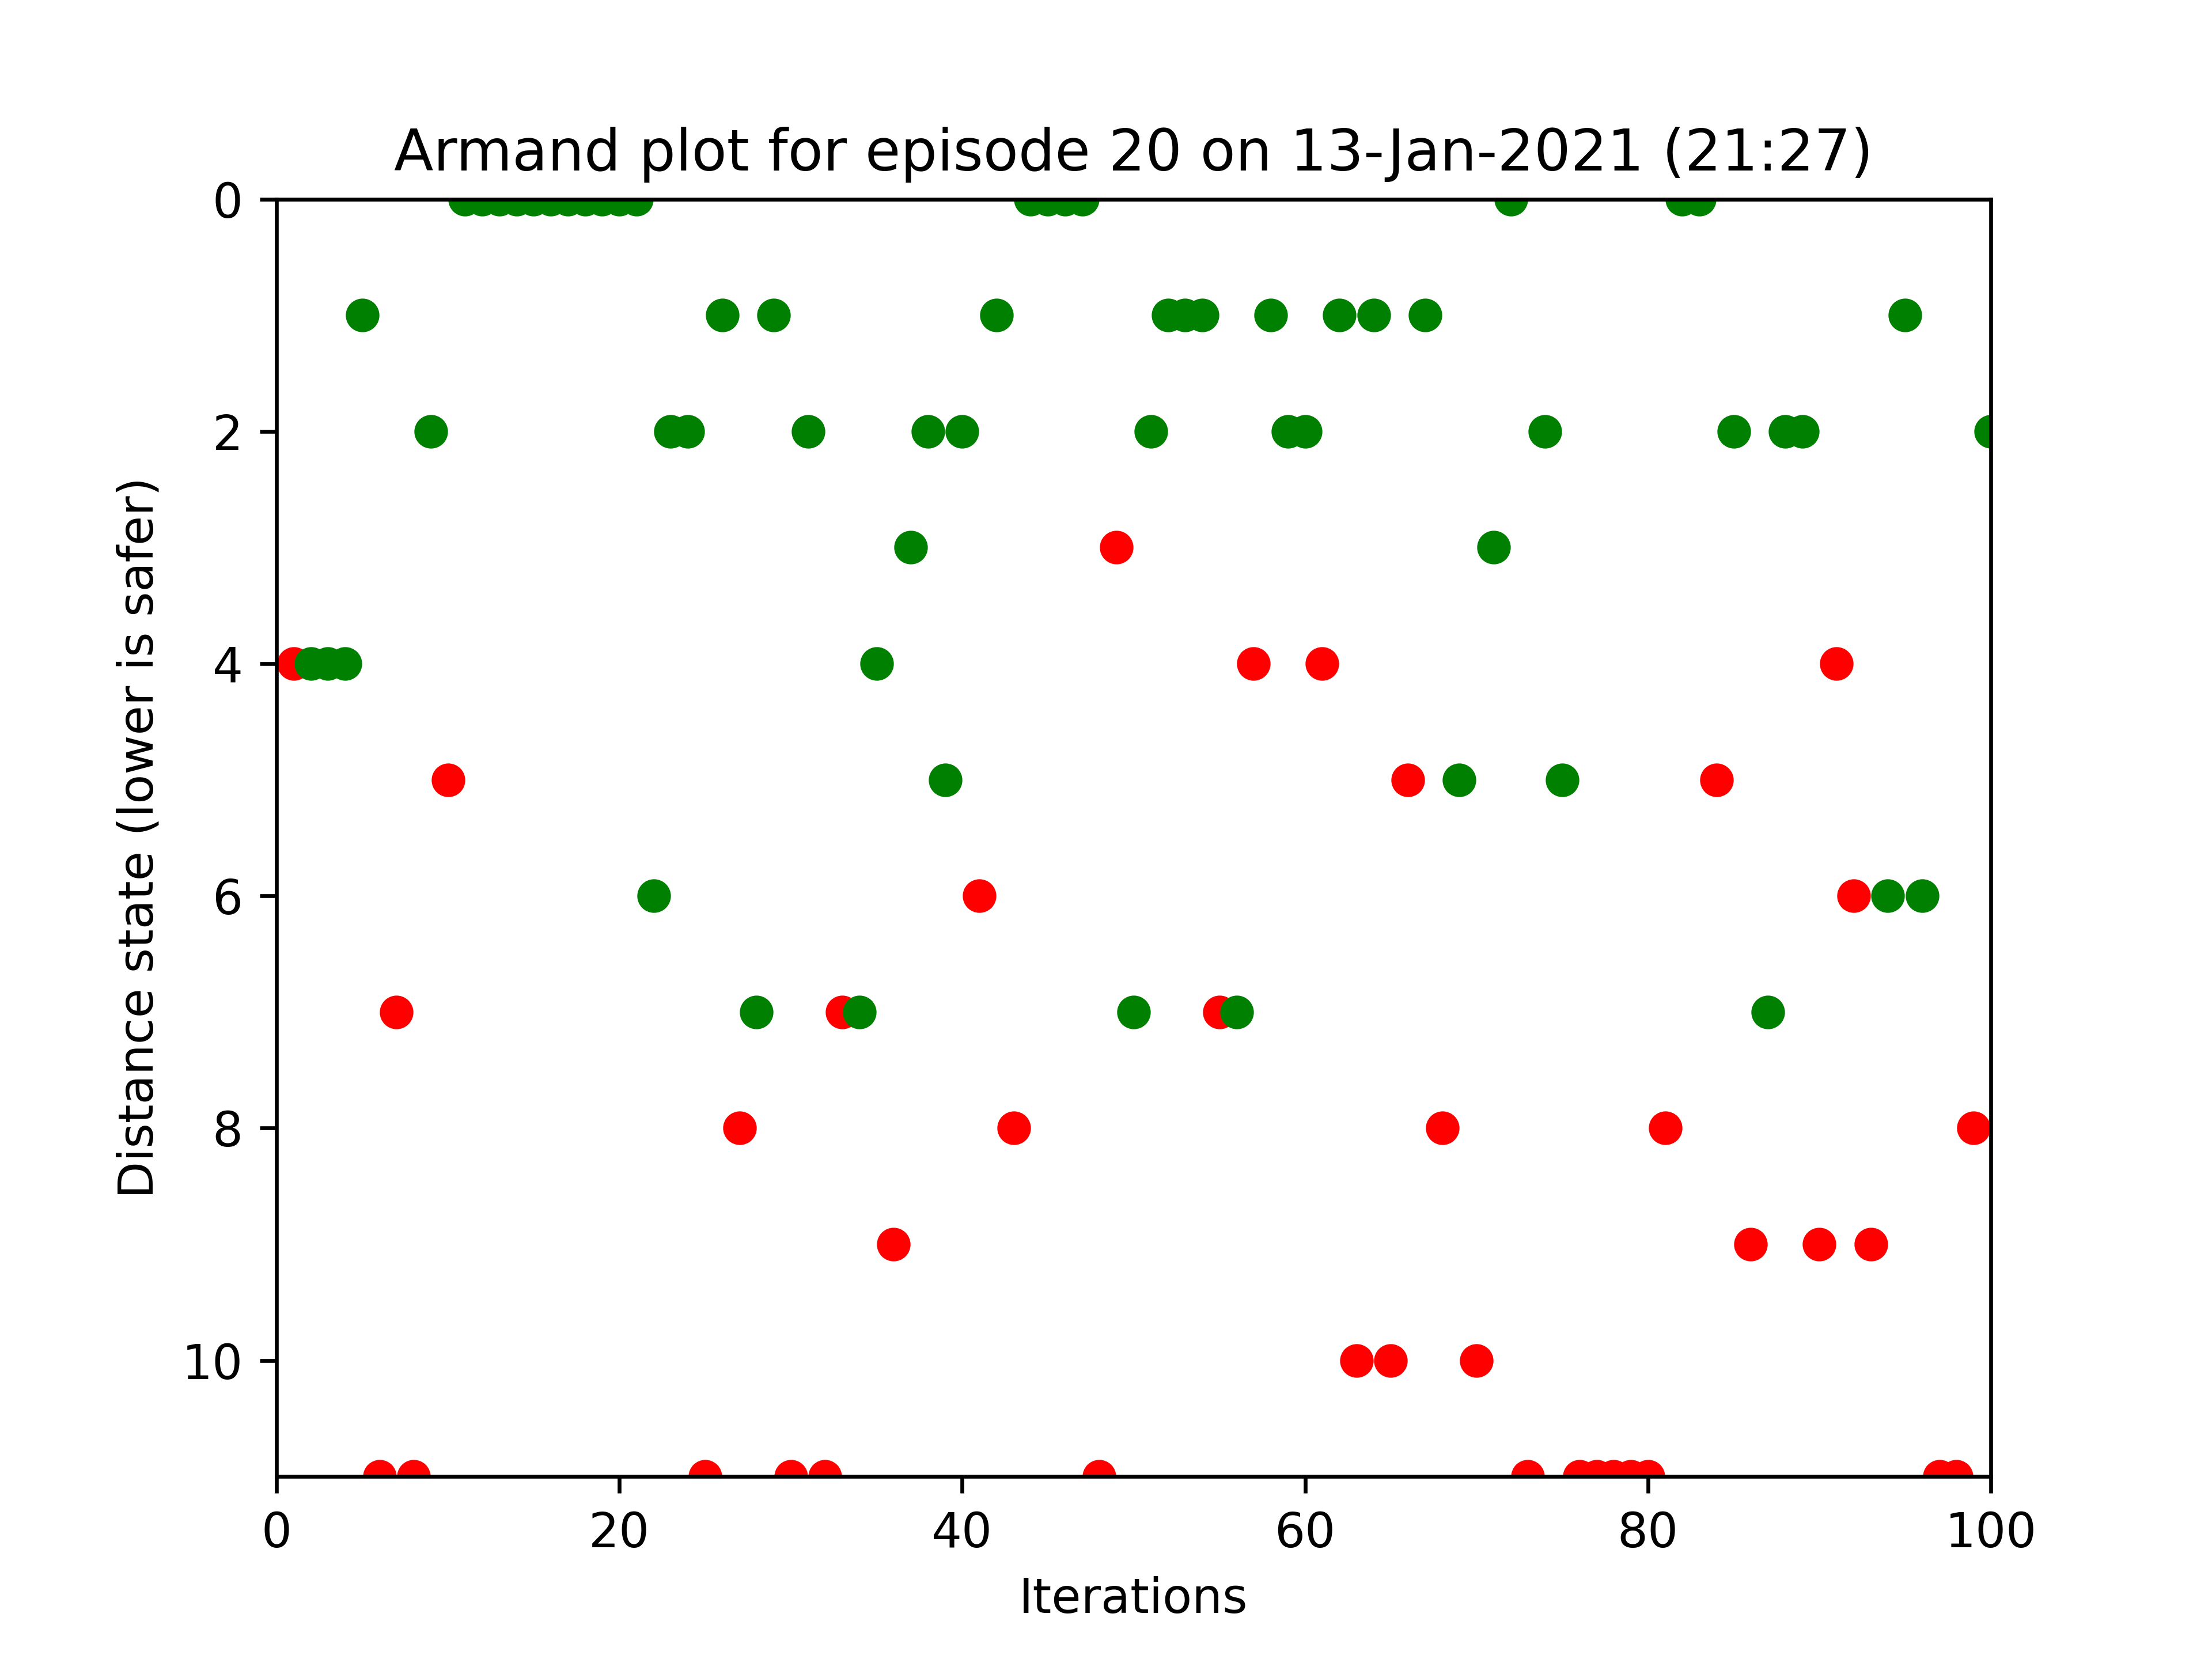 Armand plot for episode 20 on 13-Jan-2021 (21:27)
Distance state (lower is safer)
0
2
4
6
8
10
0 20 40 60 80 100
Iterations